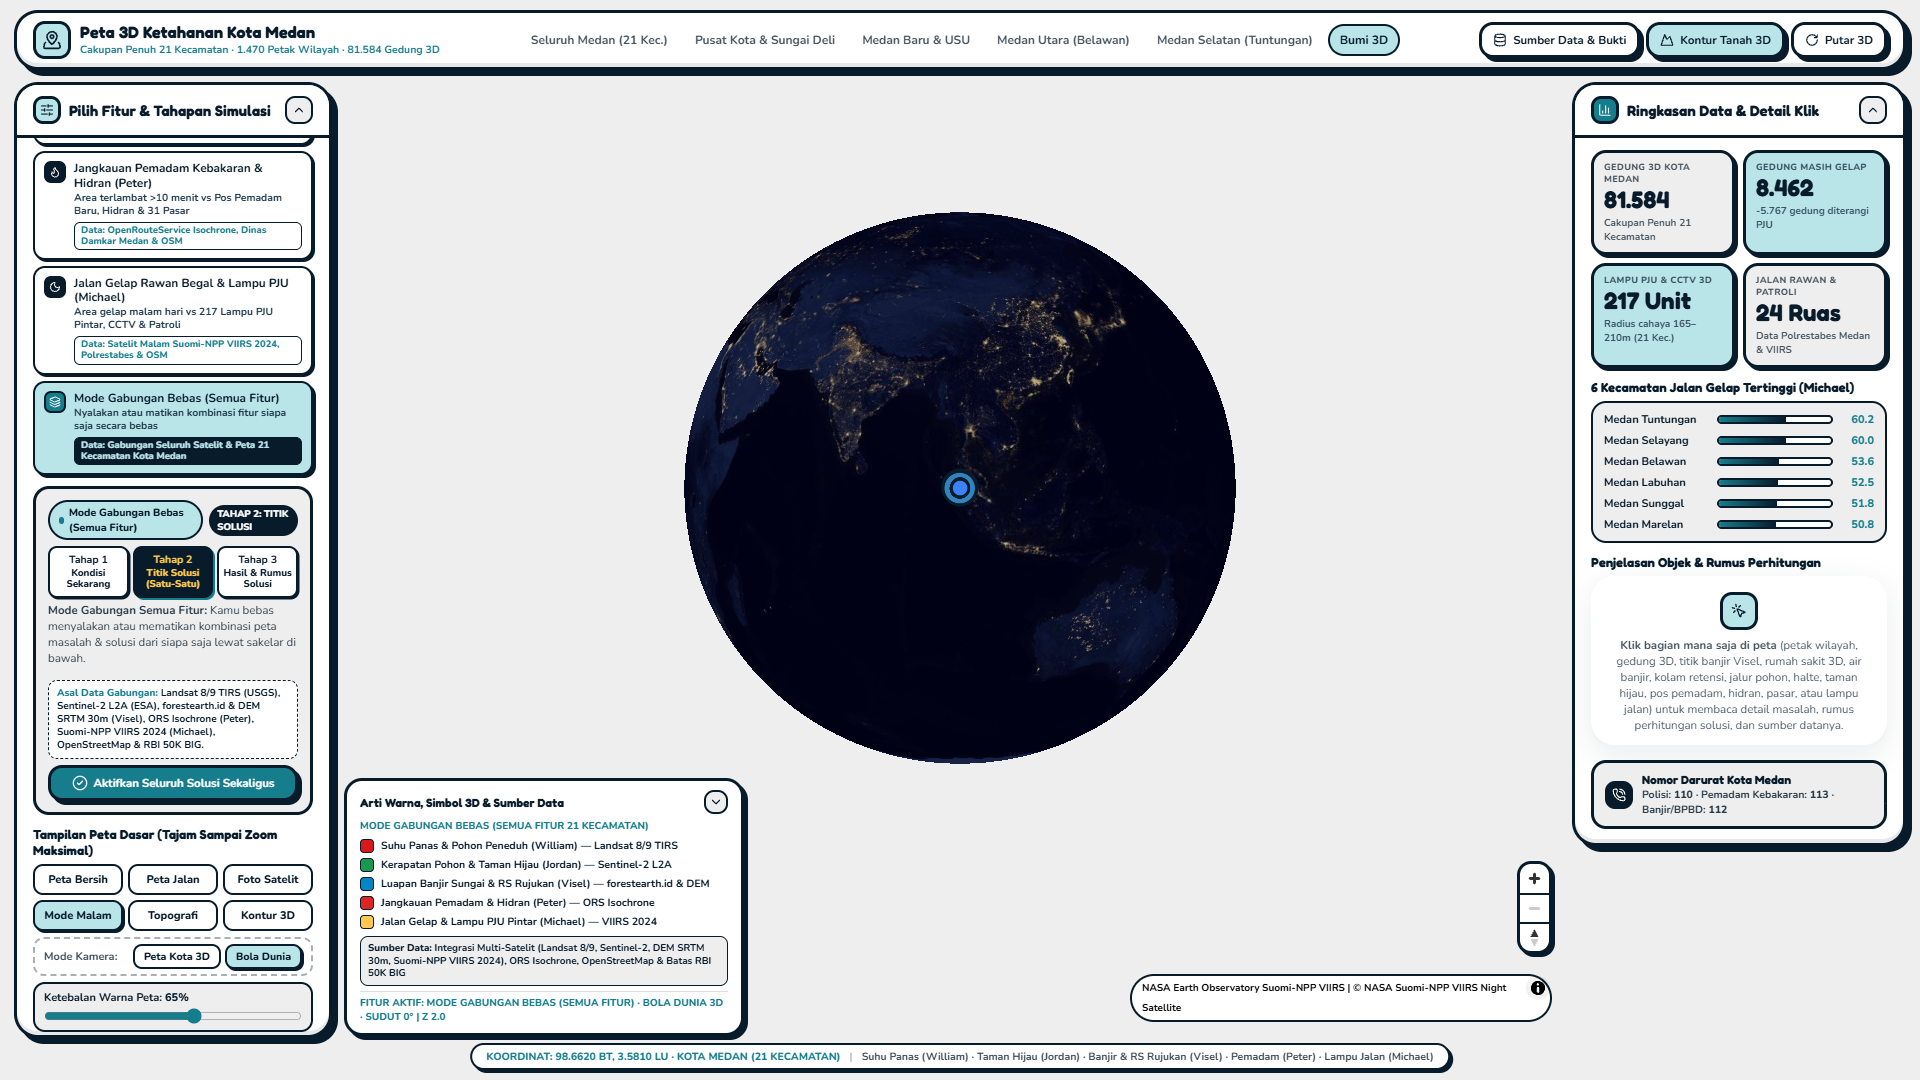 Peta 3D Ketahanan Kota Medan
Cakupan Penuh 21 Kecamatan · 1.470 Petak Wilayah · 81.584 Gedung 3D
Seluruh Medan (21 Kec.)
Pusat Kota & Sungai Deli
Medan Baru & USU
Medan Utara (Belawan)
Medan Selatan (Tuntungan)
Bumi 3D
Sumber Data & Bukti
Kontur Tanah 3D
Putar 3D
Pilih Fitur & Tahapan Simulasi
Jangkauan Pemadam Kebakaran &
Hidran (Peter)
Area terlambat >10 menit vs Pos Pemadam
Baru, Hidran & 31 Pasar
Data: OpenRouteService Isochrone, Dinas
Damkar Medan & OSM
Jalan Gelap Rawan Begal & Lampu PJU
(Michael)
Area gelap malam hari vs 217 Lampu PJU
Pintar, CCTV & Patroli
Data: Satelit Malam Suomi-NPP VIIRS 2024,
Polrestabes & OSM
Mode Gabungan Bebas (Semua Fitur)
Nyalakan atau matikan kombinasi fitur siapa
saja secara bebas
Data: Gabungan Seluruh Satelit & Peta 21
Kecamatan Kota Medan
Mode Gabungan Bebas
(Semua Fitur)
TAHAP 2: TITIK
SOLUSI
Tahap 1
Kondisi
Sekarang
Tahap 2
Titik Solusi
(Satu-Satu)
Tahap 3
Hasil & Rumus
Solusi
Mode Gabungan Semua Fitur: Kamu bebas
menyalakan atau mematikan kombinasi peta
masalah & solusi dari siapa saja lewat sakelar di
bawah.
Asal Data Gabungan: Landsat 8/9 TIRS (USGS),
Sentinel-2 L2A (ESA), forestearth.id & DEM
SRTM 30m (Visel), ORS Isochrone (Peter),
Suomi-NPP VIIRS 2024 (Michael),
OpenStreetMap & RBI 50K BIG.
Aktifkan Seluruh Solusi Sekaligus
Tampilan Peta Dasar (Tajam Sampai Zoom
Maksimal)
Peta Bersih
Peta Jalan
Foto Satelit
Mode Malam
Topografi
Kontur 3D
Mode Kamera:
Peta Kota 3D
Bola Dunia
Ketebalan Warna Peta: 65%
Arti Warna, Simbol 3D & Sumber Data
MODE GABUNGAN BEBAS (SEMUA FITUR 21 KECAMATAN)
Suhu Panas & Pohon Peneduh (William) — Landsat 8/9 TIRS
Kerapatan Pohon & Taman Hijau (Jordan) — Sentinel-2 L2A
Luapan Banjir Sungai & RS Rujukan (Visel) — forestearth.id & DEM
Jangkauan Pemadam & Hidran (Peter) — ORS Isochrone
Jalan Gelap & Lampu PJU Pintar (Michael) — VIIRS 2024
Sumber Data: Integrasi Multi-Satelit (Landsat 8/9, Sentinel-2, DEM SRTM
30m, Suomi-NPP VIIRS 2024), ORS Isochrone, OpenStreetMap & Batas RBI
50K BIG
FITUR AKTIF: MODE GABUNGAN BEBAS (SEMUA FITUR) · BOLA DUNIA 3D
· SUDUT 0° | Z 2.0
NASA Earth Observatory Suomi-NPP VIIRS | © NASA Suomi-NPP VIIRS Night
Satellite
KOORDINAT: 98.6620 BT, 3.5810 LU · KOTA MEDAN (21 KECAMATAN) | Suhu Panas (William) · Taman Hijau (Jordan) · Banjir & RS Rujukan (Visel) · Pemadam (Peter) · Lampu Jalan (Michael)
Ringkasan Data & Detail Klik
GEDUNG 3D KOTA
MEDAN
81.584
Cakupan Penuh 21
Kecamatan
GEDUNG MASIH GELAP
8.462
-5.767 gedung diterangi
PJU
LAMPU PJU & CCTV 3D
217 Unit
Radius cahaya 165–
210m (21 Kec.)
JALAN RAWAN &
PATROLI
24 Ruas
Data Polrestabes Medan
& VIIRS
6 Kecamatan Jalan Gelap Tertinggi (Michael)
Medan Tuntungan 60.2
Medan Selayang 60.0
Medan Belawan 53.6
Medan Labuhan 52.5
Medan Sunggal 51.8
Medan Marelan 50.8
Penjelasan Objek & Rumus Perhitungan
Klik bagian mana saja di peta (petak wilayah,
gedung 3D, titik banjir Visel, rumah sakit 3D, air
banjir, kolam retensi, jalur pohon, halte, taman
hijau, pos pemadam, hidran, pasar, atau lampu
jalan) untuk membaca detail masalah, rumus
perhitungan solusi, dan sumber datanya.
Nomor Darurat Kota Medan
Polisi: 110 · Pemadam Kebakaran: 113 ·
Banjir/BPBD: 112